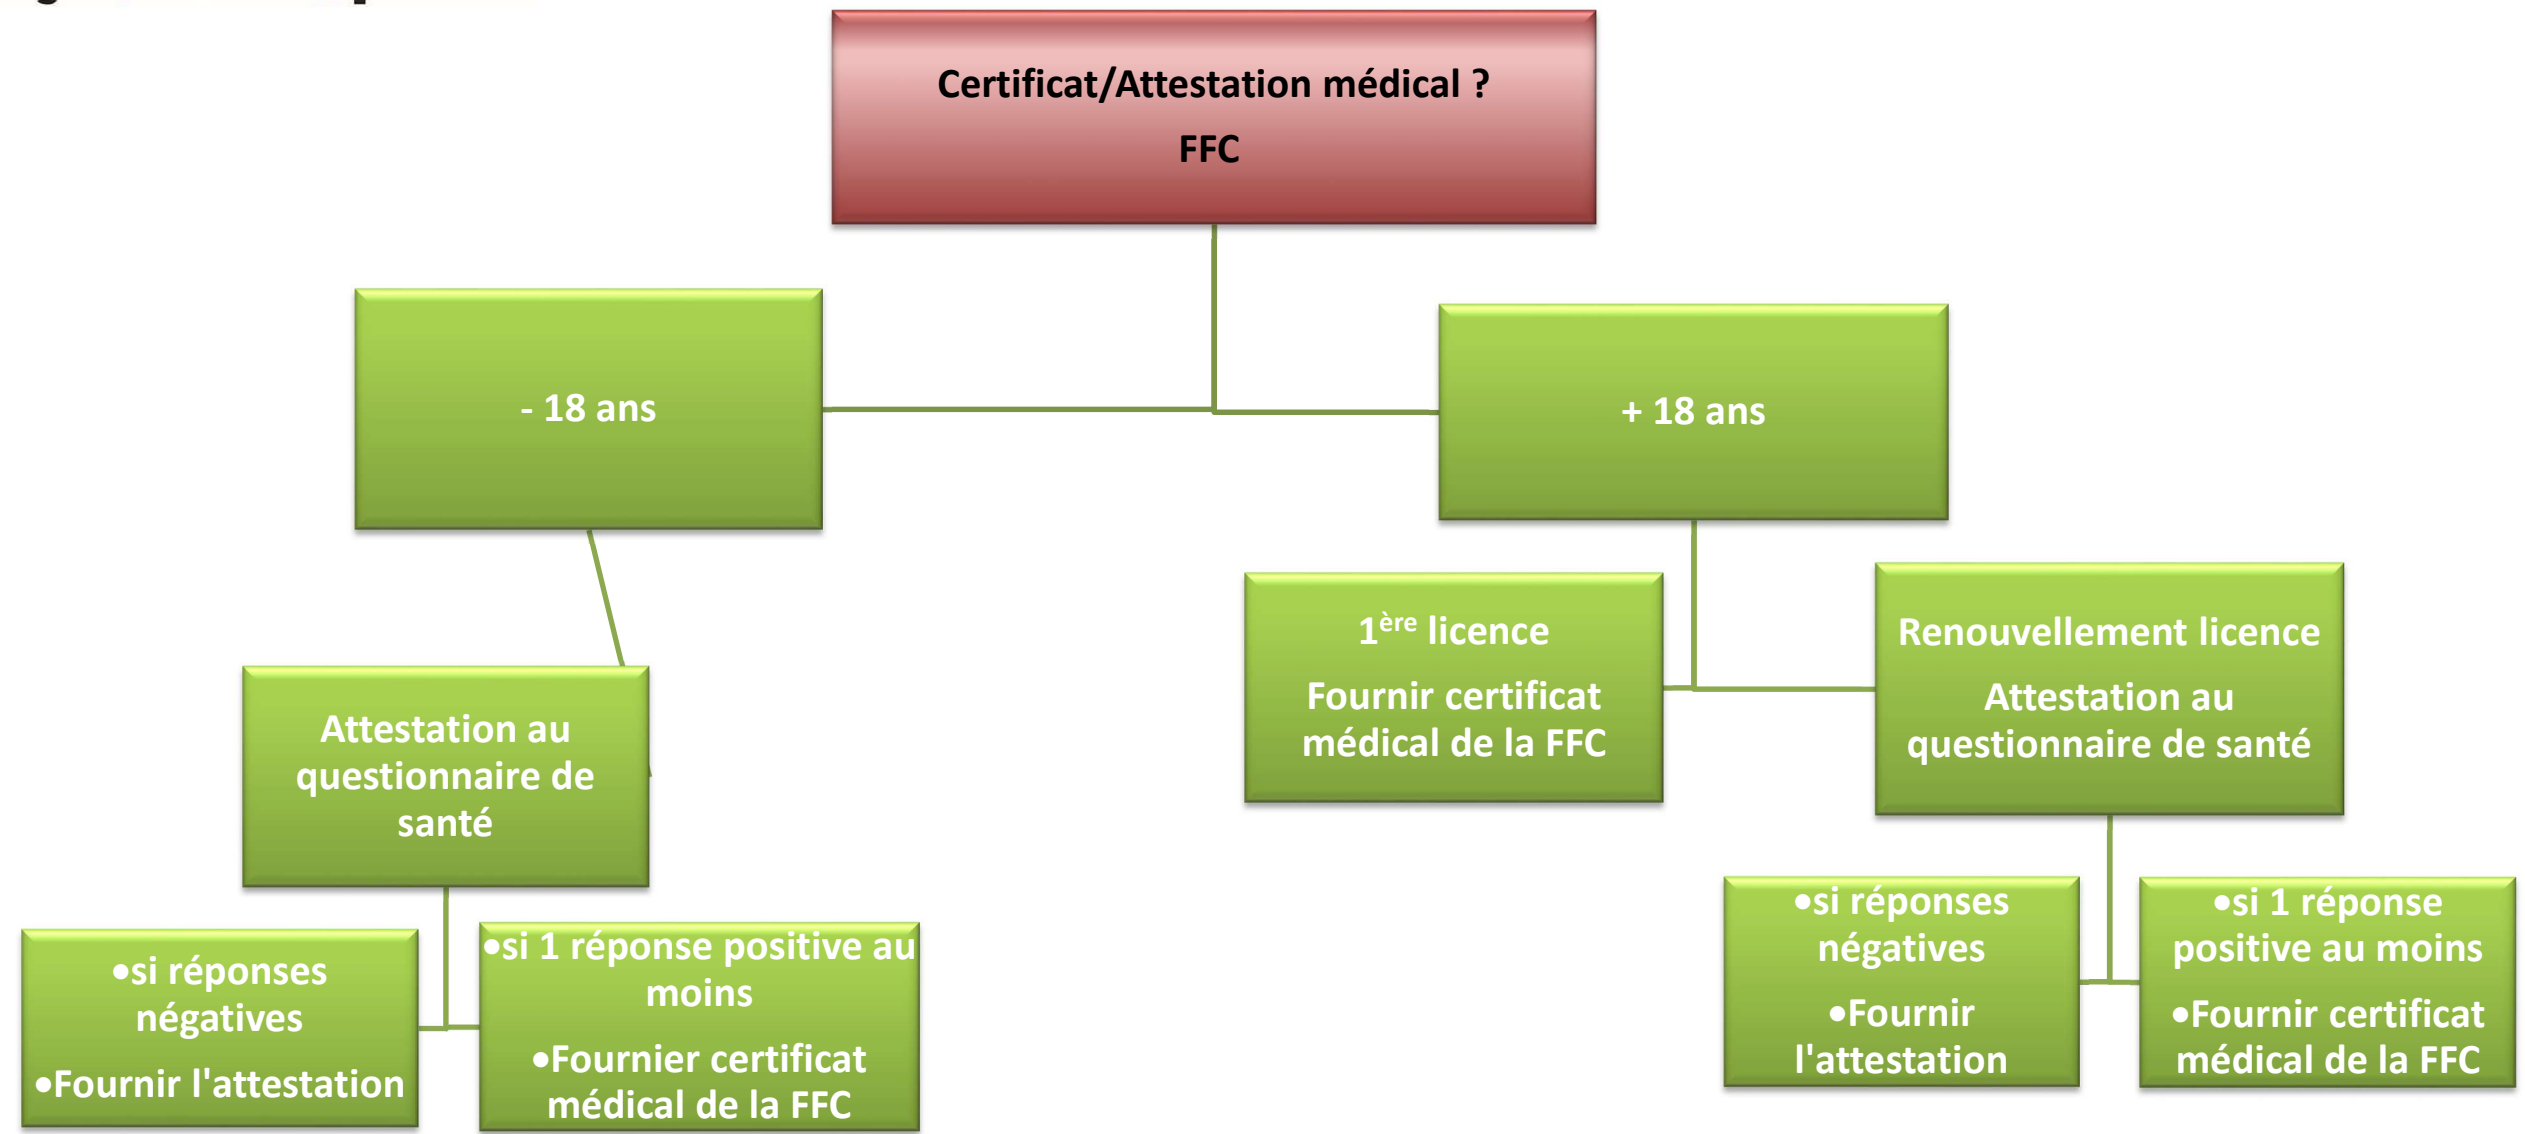 Certificat/Attestation médical ?
FFC
- 18 ans
+ 18 ans
Attestation au
questionnaire de
santé
•si réponses
négatives
•Fournir l'attestation
•si 1 réponse positive au
moins
•Fournier certificat
médical de la FFC
1ère licence
Fournir certificat
médical de la FFC
Renouvellement licence
Attestation au
questionnaire de santé
•si réponses
négatives
•Fournir
l'attestation
•si 1 réponse
positive au moins
•Fournir certificat
médical de la FFC